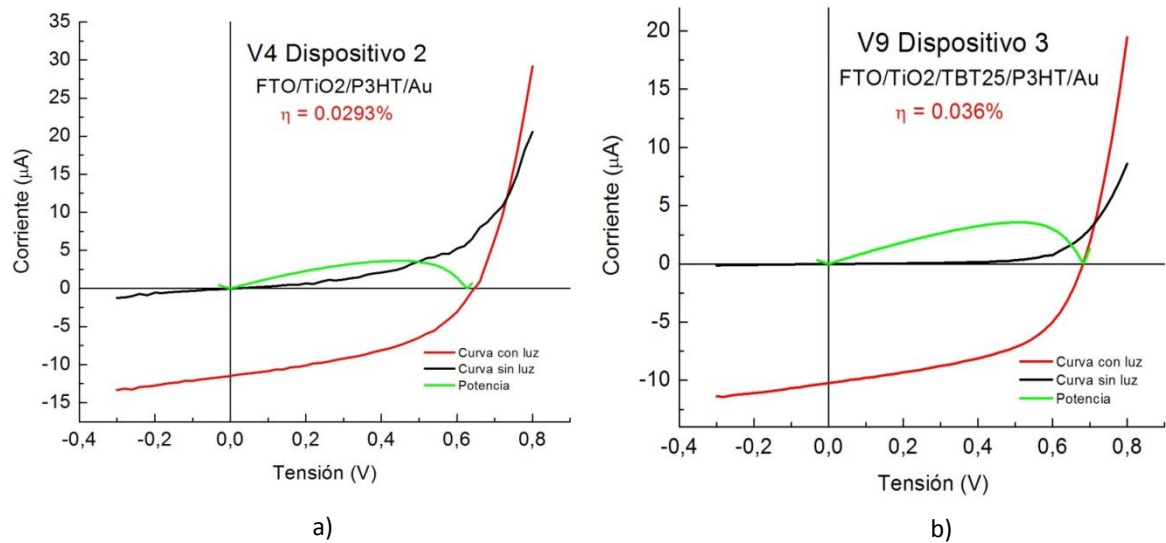 V4 Dispositivo 2
FTO/TiO2/P3HT/Au
η = 0.0293%
Corriente (µA)
35
30
25
20
15
10
5
0
-5
-10
-15
-0,4
-0,2
0,0
0,2
0,4
0,6
0,8
Tensión (V)
Curva con luz
Curva sin luz
Potencia
a)
V9 Dispositivo 3
FTO/TiO2/TBT25/P3HT/Au
η = 0.036%
Corriente (µA)
20
15
10
5
0
-5
-10
-0,4
-0,2
0,0
0,2
0,4
0,6
0,8
Tensión (V)
Curva con luz
Curva sin luz
Potencia
b)